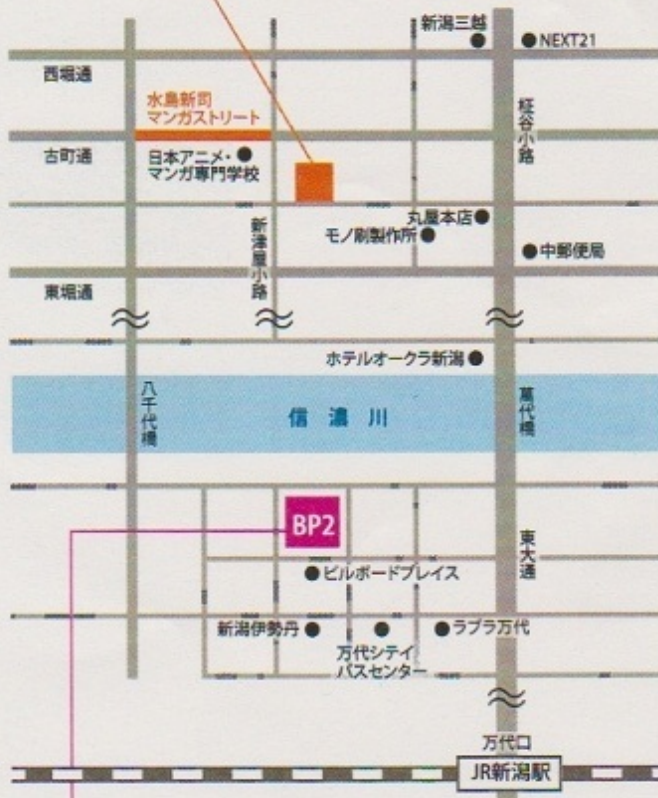 新潟三越
NEXT21
西堀通
水島新司
マンガストリート
柾谷小路
古町通
日本アニメ・
マンガ専門学校
丸屋本店
モノ刷製作所
新津屋小路
中郵便局
東堀通
ホテルオークラ新潟
八千代橋
信濃川
萬代橋
BP2
東大通
ビルボードプレイス
新潟伊勢丹
ラブラ万代
万代シテイ
バスセンター
万代口
JR新潟駅